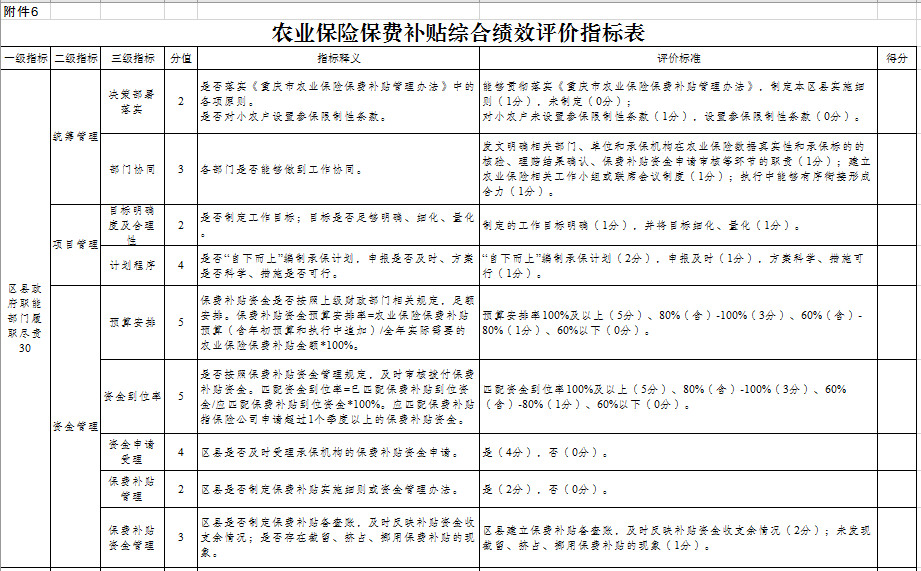 附件6
农业保险保费补贴综合绩效评价指标表
一级指标 二级指标 三级指标 分值 指标释义 评价标准 得分
区县政
府职能
部门履
职尽责
30
统筹管理
决策部署
落实
2
是否落实《重庆市农业保险保费补贴管理办法》中的
各项原则。
是否对小农户设置参保限制性条款。
能够贯彻落实《重庆市农业保险保费补贴管理办法》，制定本区县实施细
则（1分），未制定（0分）；
对小农户未设置参保限制性条款（1分），设置参保限制性条款（0分）。
部门协同
3
各部门是否能够做到工作协同。
发文明确相关部门、单位和承保机构在农业保险数据真实性和承保标的的
核验、理赔结果确认、保费补贴资金申请审核等环节的职责（1分）；建立
农业保险相关工作小组或联席会议制度（1分）；执行中能够有序衔接形成
合力（1分）。
项目管理
目标明确
度及合理
性
2
是否制定工作目标；目标是否足够明确、细化、量化
。
制定的工作目标明确（1分），并将目标细化、量化（1分）。
计划程序
4
是否“自下而上”编制承保计划，申报是否及时、方案
是否科学、措施是否可行。
“自下而上”编制承保计划（2分），申报及时（1分），方案科学、措施可
行（1分）。
资金管理
预算安排
5
保费补贴资金是否按照上级财政部门相关规定，足额
安排。保费补贴资金预算安排率=农业保险保费补贴
预算（含年初预算和执行中追加）/全年实际需要的
农业保险保费补贴金额*100%。
预算安排率100%及以上（5分）、80%（含）-100%（3分）、60%（含）-
80%（1分）、60%以下（0分）。
资金到位率
5
是否按照保费补贴资金管理规定，及时审核拨付保费
补贴资金。匹配资金到位率=已匹配保费补贴到位资
金/应匹配保费补贴到位资金*100%。应匹配保费补贴
指保险公司申请超过1个季度以上的保费补贴资金。
匹配资金到位率100%及以上（5分）、80%（含）-100%（3分）、60%
（含）-80%（1分）、60%以下（0分）。
资金申请
受理
4
区县是否及时受理承保机构的保费补贴资金申请。
是（4分），否（0分）。
保费补贴
管理
2
区县是否制定保费补贴实施细则或资金管理办法。
是（2分），否（0分）。
保费补贴
资金管理
3
区县是否制定保费补贴备查账，及时反映补贴资金收
支余情况；是否存在截留、挤占、挪用保费补贴的现
象。
区县建立保费补贴备查账，及时反映补贴资金收支余情况（2分）；未发现
截留、挤占、挪用保费补贴的现象（1分）。